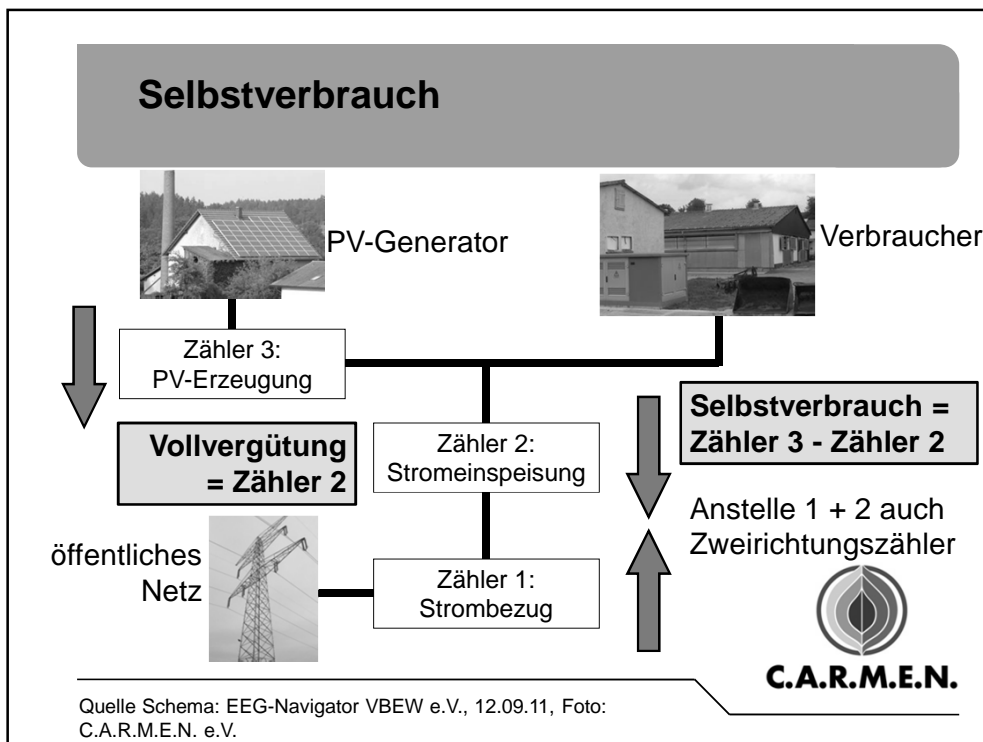 Selbstverbrauch
PV-Generator
Verbraucher
Zähler 3:
PV-Erzeugung
Vollvergütung
= Zähler 2
Zähler 2:
Stromeinspeisung
Selbstverbrauch =
Zähler 3 - Zähler 2
Anstelle 1 + 2 auch
Zweirichtungszähler
öffentliches
Netz
Zähler 1:
Strombezug
C.A.R.M.E.N.
Quelle Schema: EEG-Navigator VBEW e.V., 12.09.11, Foto:
C.A.R.M.E.N. e.V.